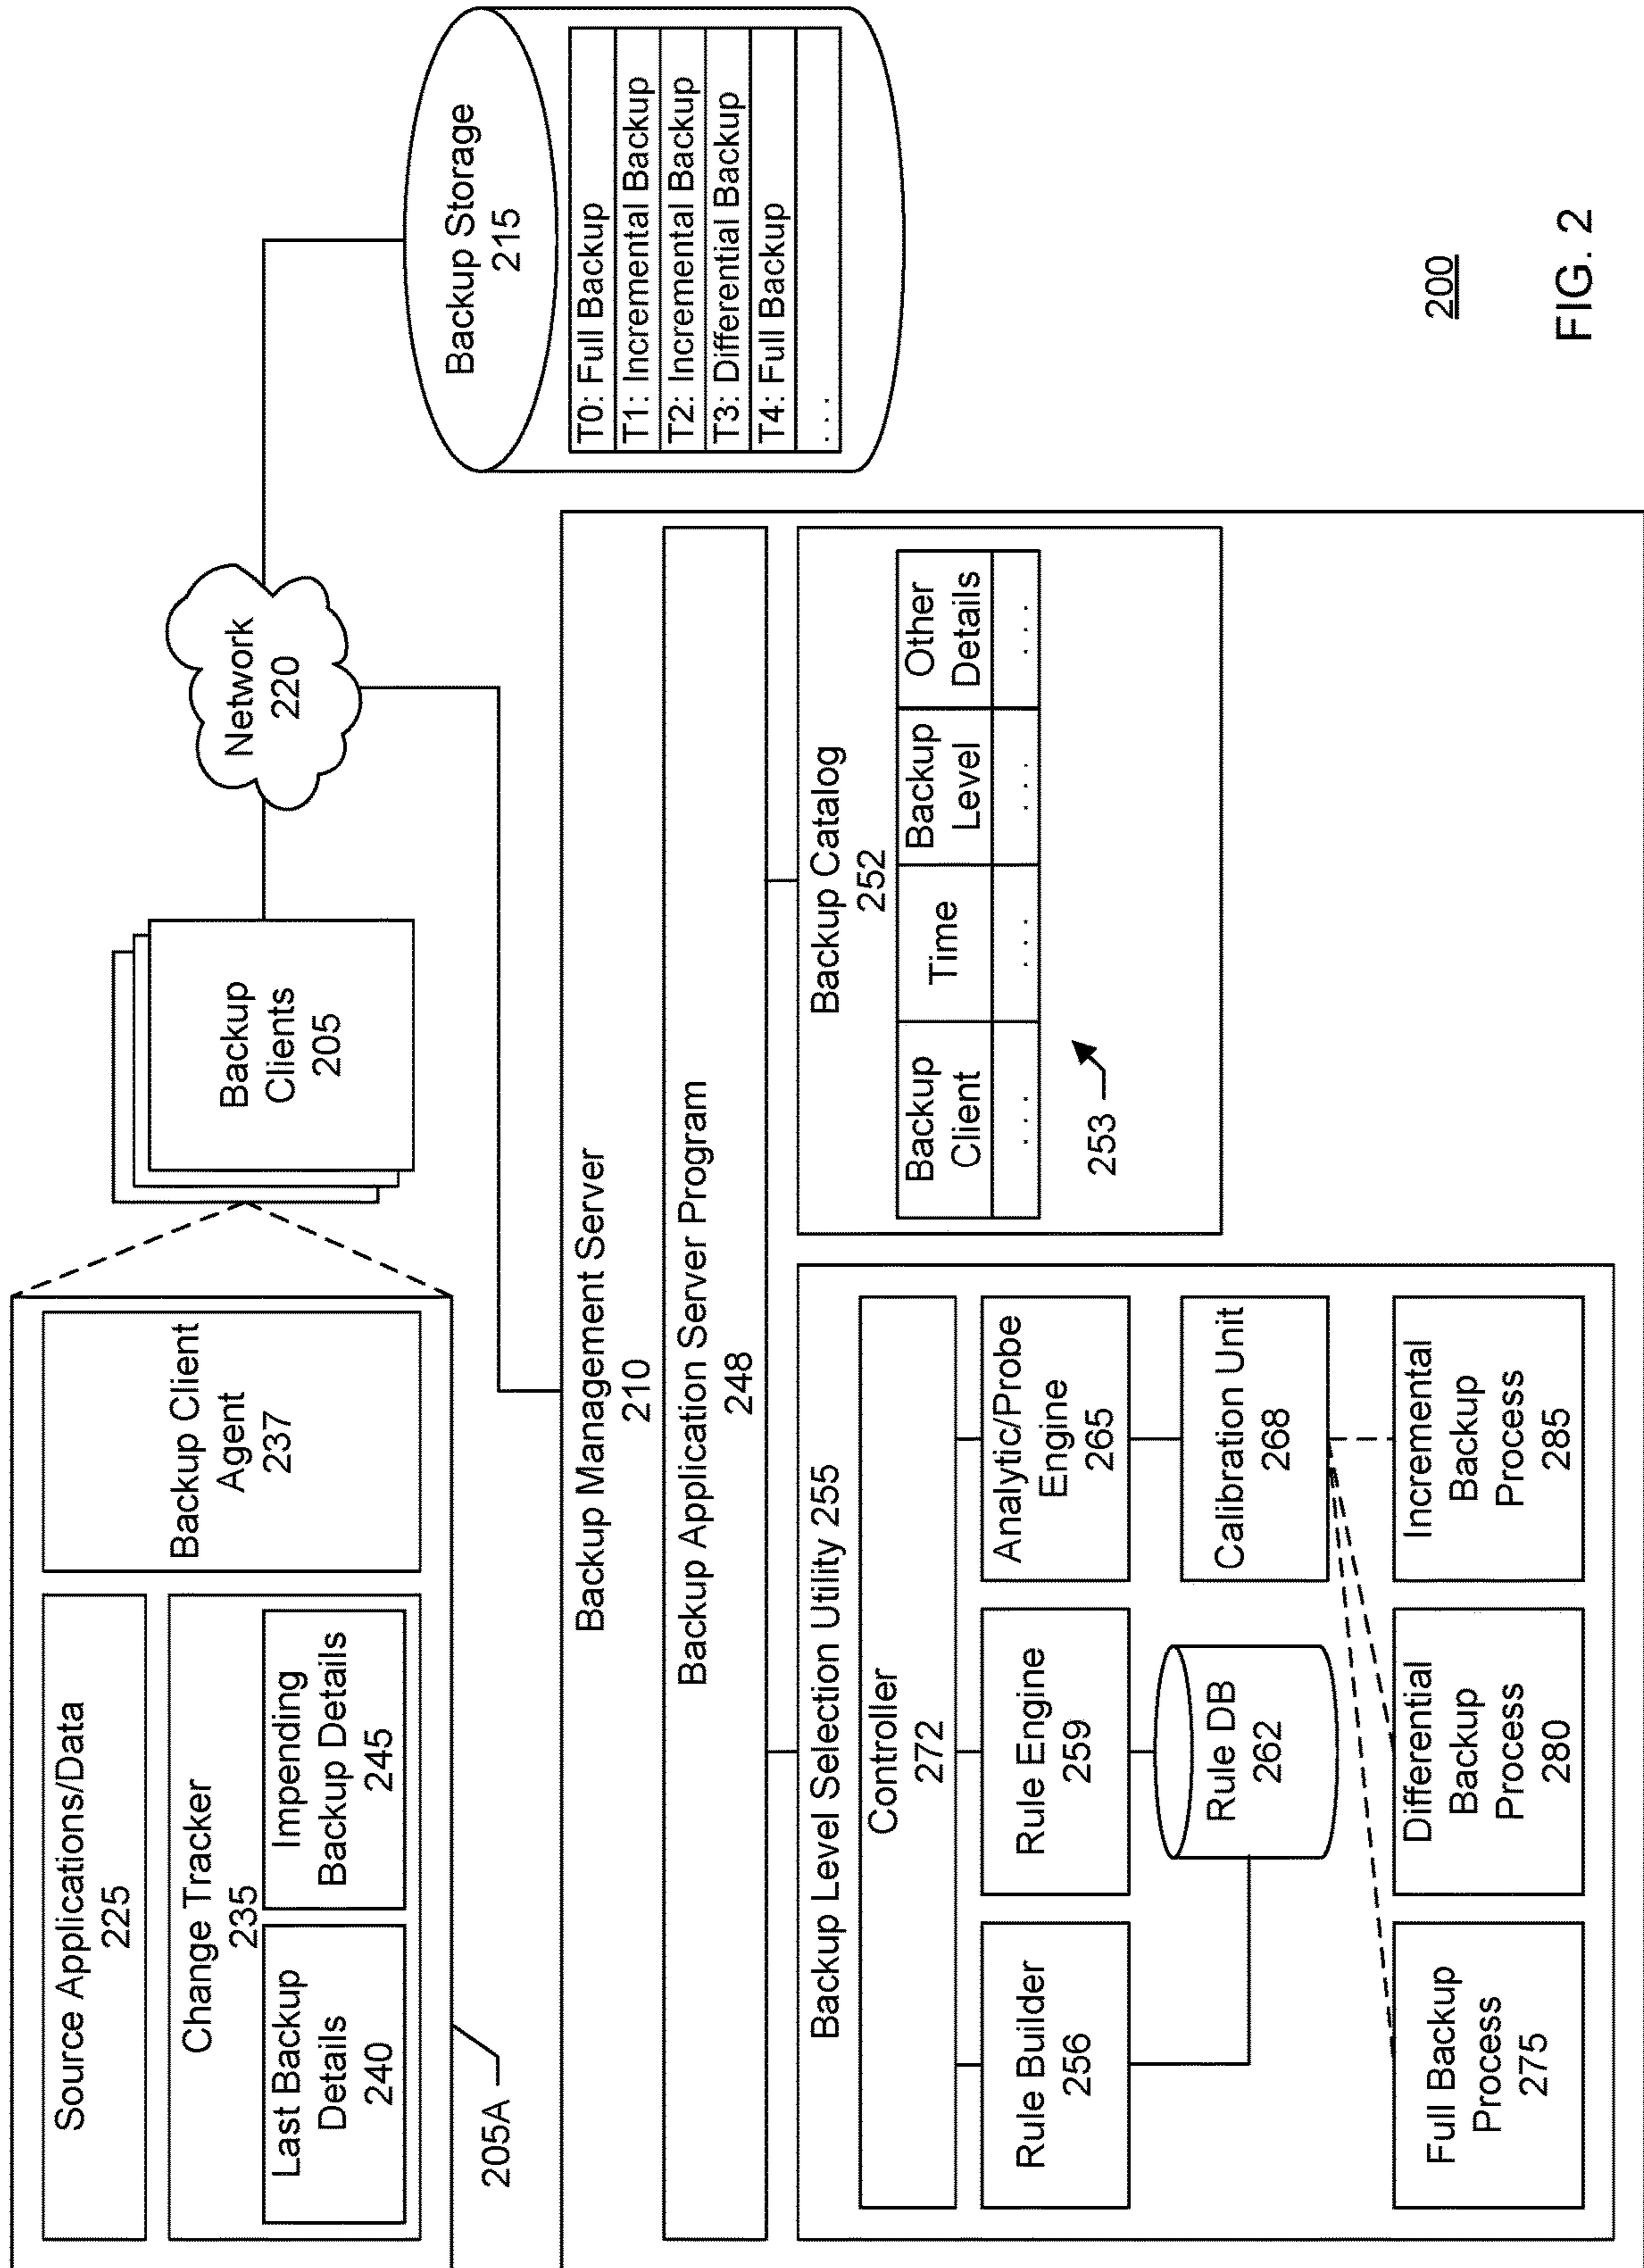 Source Applications/Data
225
Change Tracker
235
Last Backup
Details
240
Impending
Backup Details
245
Backup Client
Agent
237
205A
Backup
Clients
205
Network
220
Backup Storage
215
T0: Full Backup
T1: Incremental Backup
T2: Incremental Backup
T3: Differential Backup
T4: Full Backup
. . .
Backup Management Server
210
Backup Application Server Program
248
Backup Level Selection Utility 255
Controller
272
Rule Builder
256
Rule Engine
259
Analytic/Probe
Engine
265
Rule DB
262
Calibration Unit
268
Full Backup
Process
275
Differential
Backup
Process
280
Incremental
Backup
Process
285
Backup Catalog
252
Backup
Client
Time
Backup
Level
Other
Details
. . .
. . .
. . .
. . .
253
200
FIG. 2